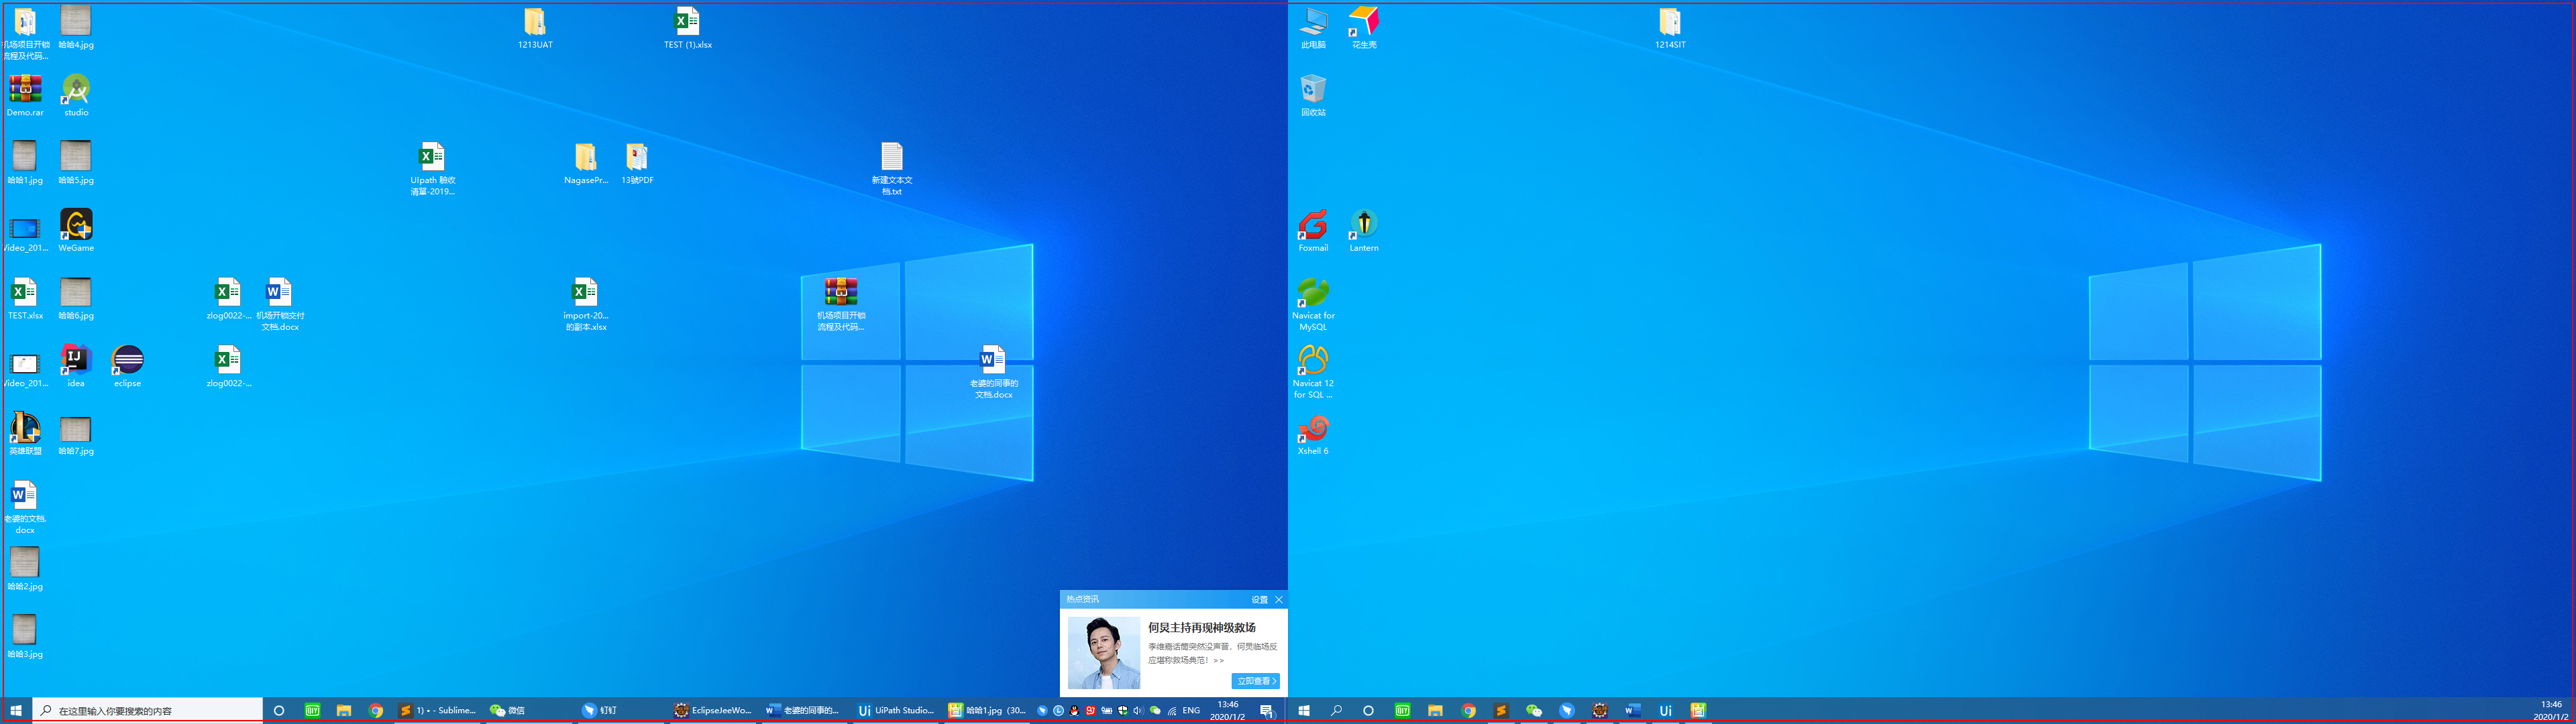 机场项目开锁
流程及代码...
哈哈4.jpg
1213UAT
TEST (1).xlsx
此电脑
花生壳
1214SIT
Demo.rar
studio
回收站
哈哈1.jpg
哈哈5.jpg
UIpath 驗收
清單-2019...
NagasePr...
13號PDF
新建文本文
档.txt
Video_201...
WeGame
Foxmail
Lantern
TEST.xlsx
哈哈6.jpg
zlog0022-...
机场开锁交付
文档.docx
import-20...
的副本.xlsx
机场项目开锁
流程及代码...
Navicat for
MySQL
Video_201...
idea
eclipse
zlog0022-...
老婆的同事的
文档.docx
Navicat 12
for SQL ...
英雄联盟
哈哈7.jpg
Xshell 6
老婆的文档.
docx
哈哈2.jpg
哈哈3.jpg
热点资讯
设置
何炅主持再现神级救场
李维嘉话筒突然没声音，何炅临场反
应堪称救场典范！>>
立即查看
在这里输入你要搜索的内容
1) • - Sublime...
微信
钉钉
EclipseJeeWo...
老婆的同事的...
UiPath Studio...
哈哈1.jpg (30...
ENG
13:46
2020/1/2
13:46
2020/1/2